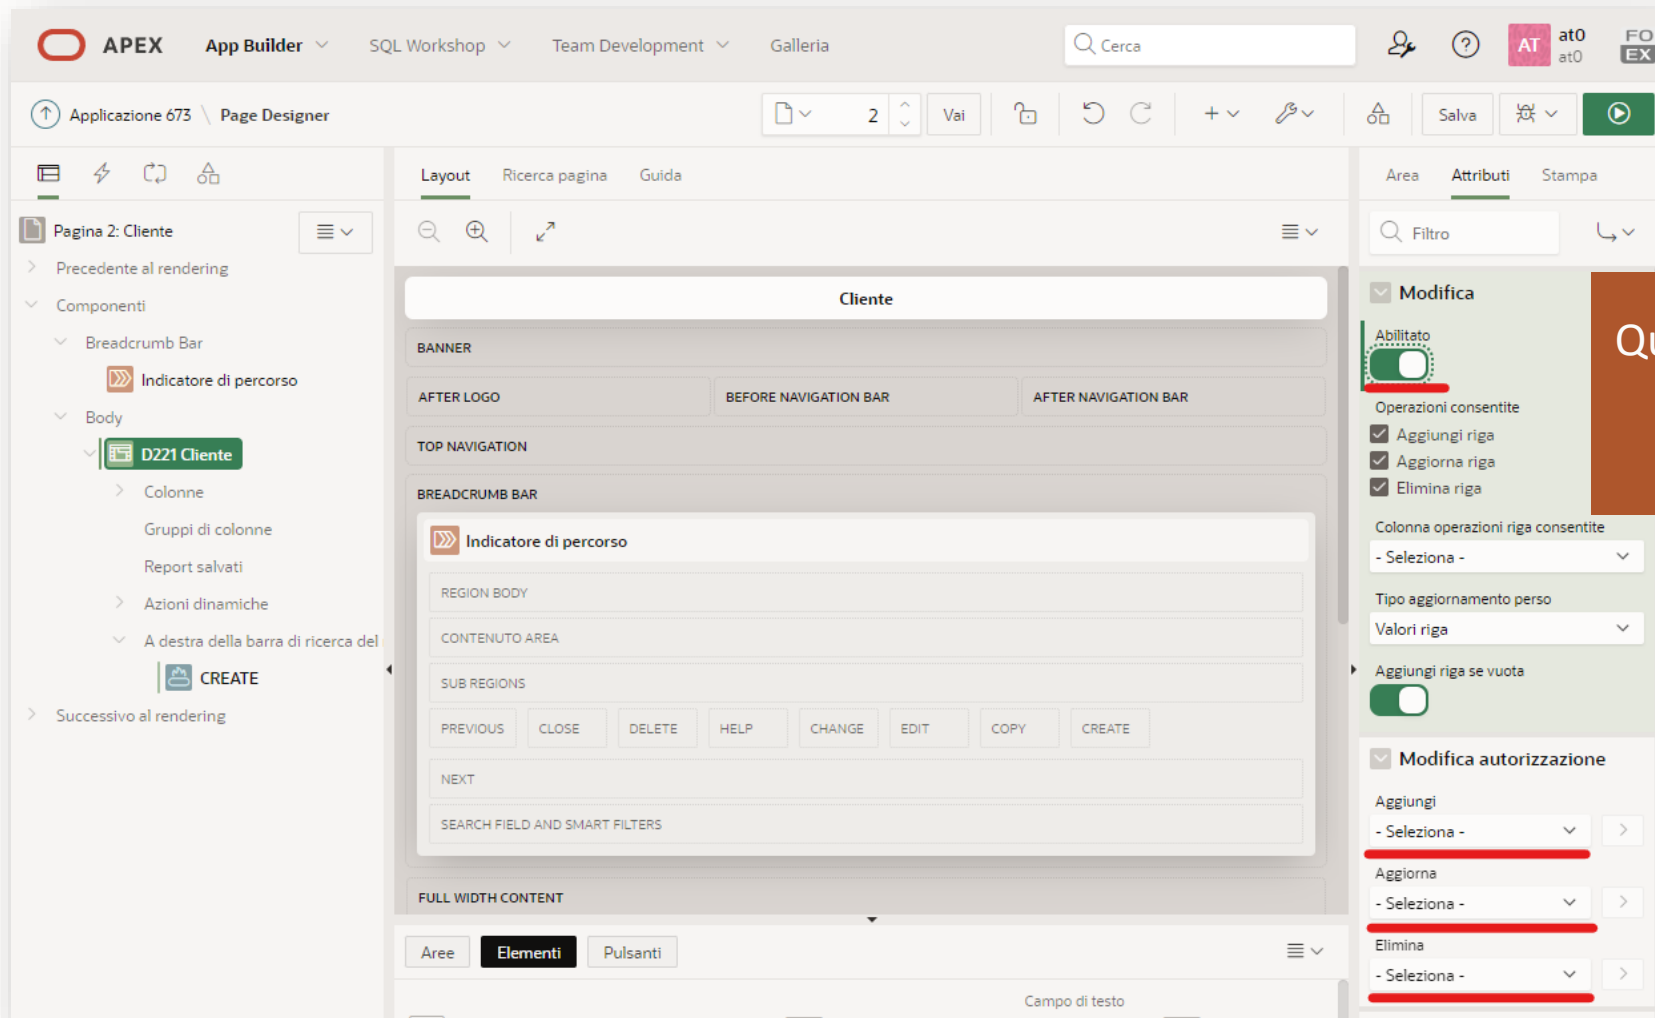 APEX App Builder SQL Workshop Team Development Galleria Cerca AT at0 FO
at0 EX
Applicazione 673 \ Page Designer 2 Vai Salva
Layout Ricerca pagina Guida
Area Attributi Stampa
Filtro
Pagina 2: Cliente
Precedente al rendering
Componenti
Breadcrumb Bar
Indicatore di percorso
Body
D221 Cliente
Colonne
Gruppi di colonne
Report salvati
Azioni dinamiche
A destra della barra di ricerca del
CREATE
Successivo al rendering
Cliente
BANNER
AFTER LOGO BEFORE NAVIGATION BAR AFTER NAVIGATION BAR
TOP NAVIGATION
BREADCRUMB BAR
Indicatore di percorso
REGION BODY
CONTENUTO AREA
SUB REGIONS
PREVIOUS CLOSE DELETE HELP CHANGE EDIT COPY CREATE
NEXT
SEARCH FIELD AND SMART FILTERS
FULL WIDTH CONTENT
Aree Elementi Pulsanti
Campo di testo
Modifica
Abilitato
Operazioni consentite
Aggiungi riga
Aggiorna riga
Elimina riga
Colonna operazioni riga consentite
- Seleziona -
Tipo aggiornamento perso
Valori riga
Aggiungi riga se vuota
Modifica autorizzazione
Aggiungi
- Seleziona -
Aggiorna
- Seleziona -
Elimina
- Seleziona -